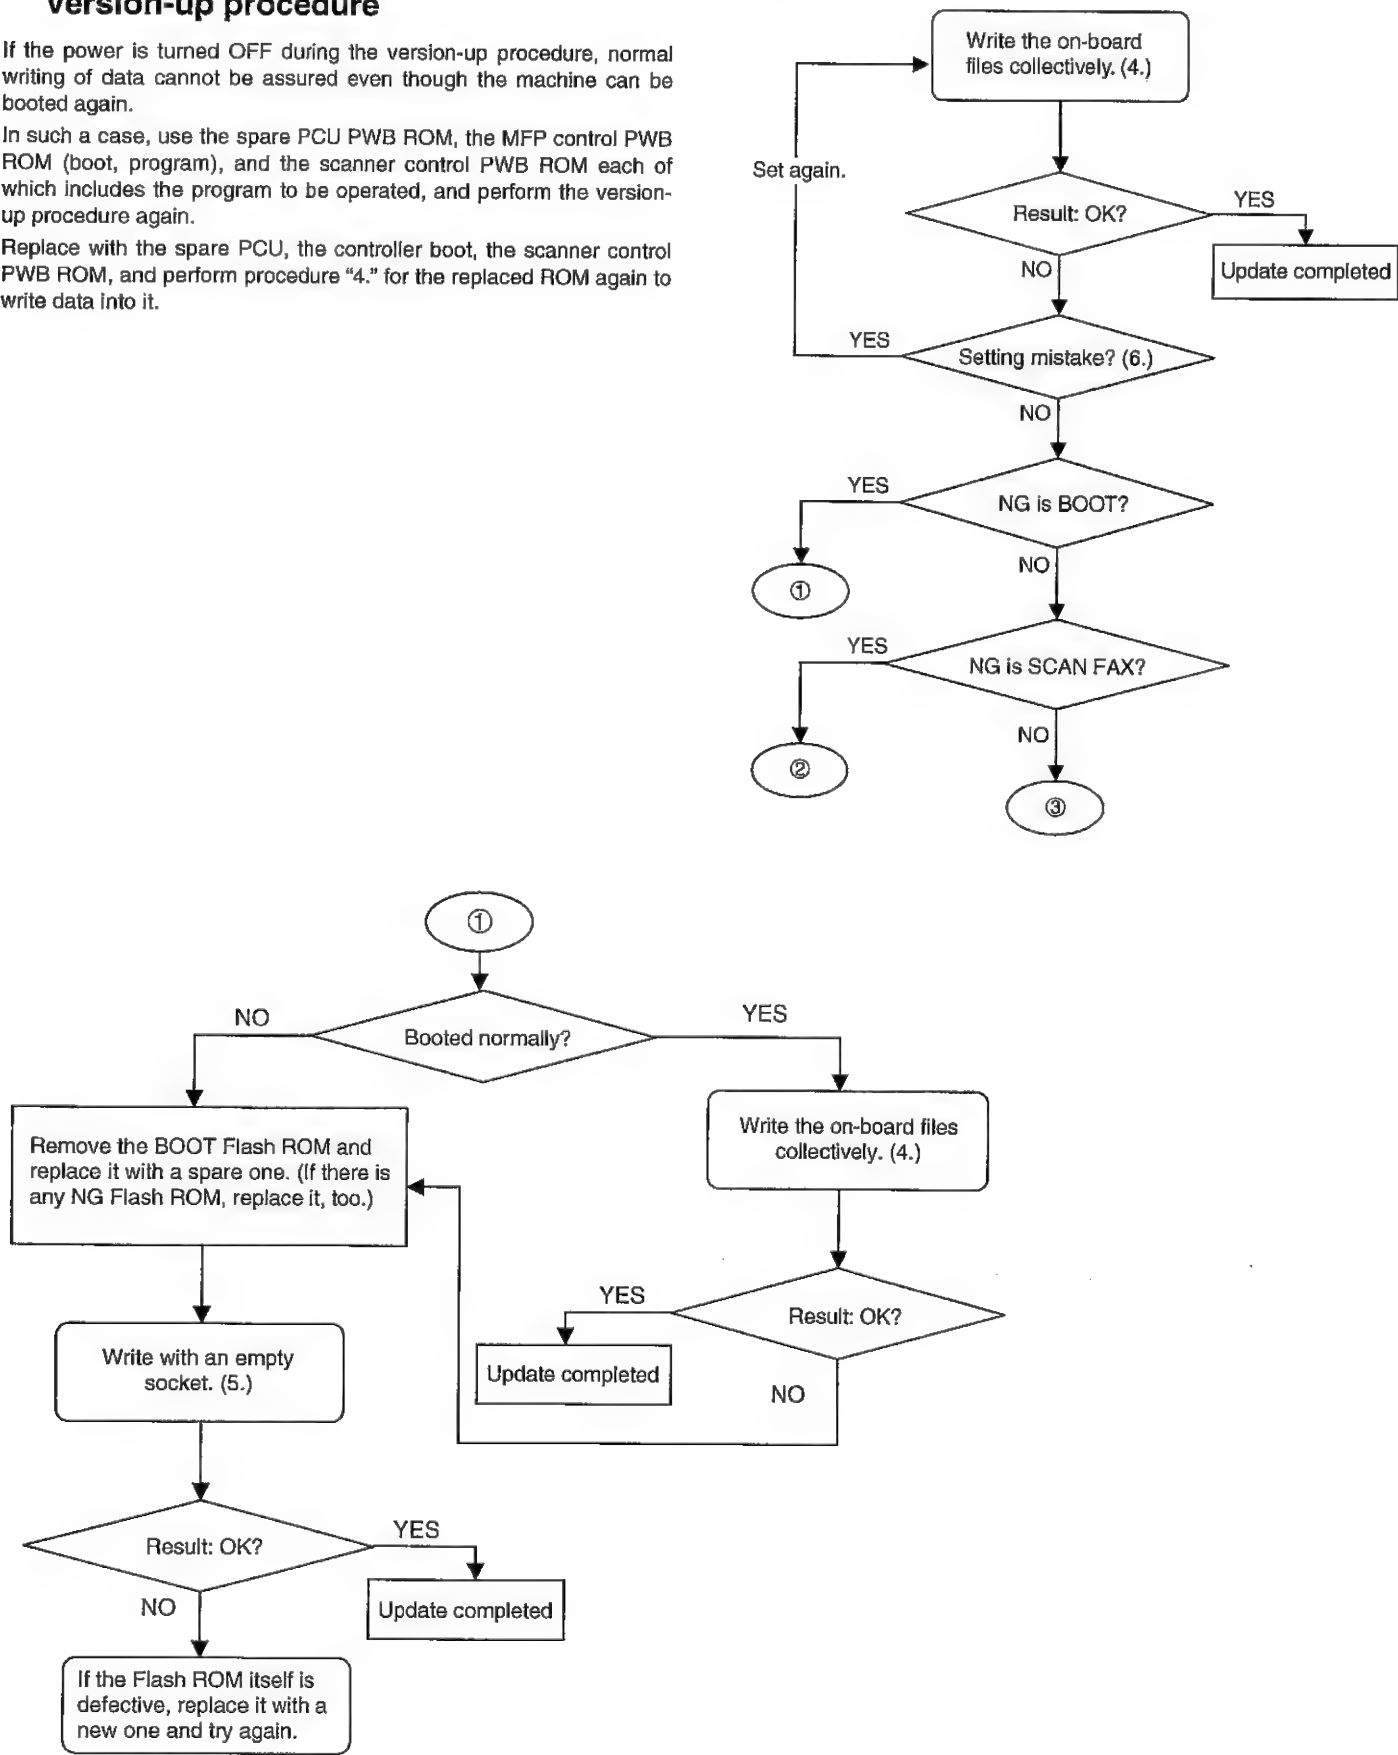 version-up procedure
If the power is turned OFF during the version-up procedure, normal
writing of data cannot be assured even though the machine can be
booted again.
In such a case, use the spare PCU PWB ROM, the MFP control PWB
ROM (boot, program), and the scanner control PWB ROM each of
which includes the program to be operated, and perform the version-
up procedure again.
Replace with the spare PCU, the controller boot, the scanner control
PWB ROM, and perform procedure “4.” for the replaced ROM again to
write data into it.
Write the on-board
files collectively. (4.)
Set again.
Result: OK?
YES
Update completed
NO
YES
Setting mistake? (6.)
NO
YES
NG is BOOT?
①
NO
YES
NG is SCAN FAX?
②
NO
③
①
NO
Booted normally?
YES
Remove the BOOT Flash ROM and
replace it with a spare one. (If there is
any NG Flash ROM, replace it, too.)
Write the on-board files
collectively. (4.)
YES
Result: OK?
Update completed
NO
Write with an empty
socket. (5.)
Result: OK?
YES
Update completed
NO
If the Flash ROM itself is
defective, replace it with a
new one and try again.